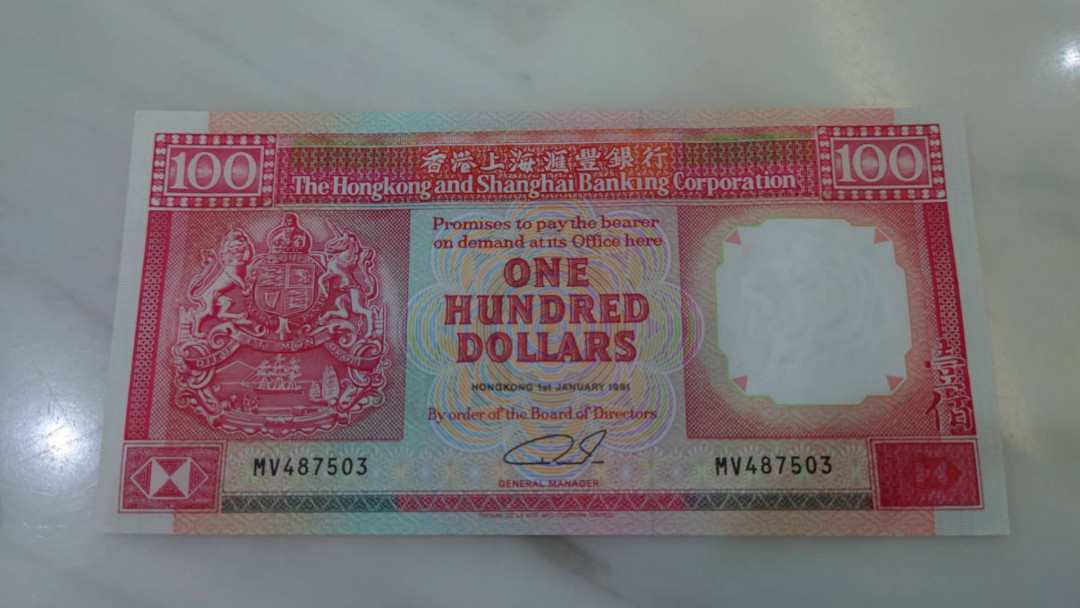 香港上海滙豐銀行
100
The Hongkong and Shanghai Banking Corporation
100
Promises to pay the bearer
on demand at its Office here
ONE
HUNDRED
DOLLARS
HONGKONG 1st JANUARY 1991
By order of the Board of Directors
MV487503
MV487503
GENERAL MANAGER